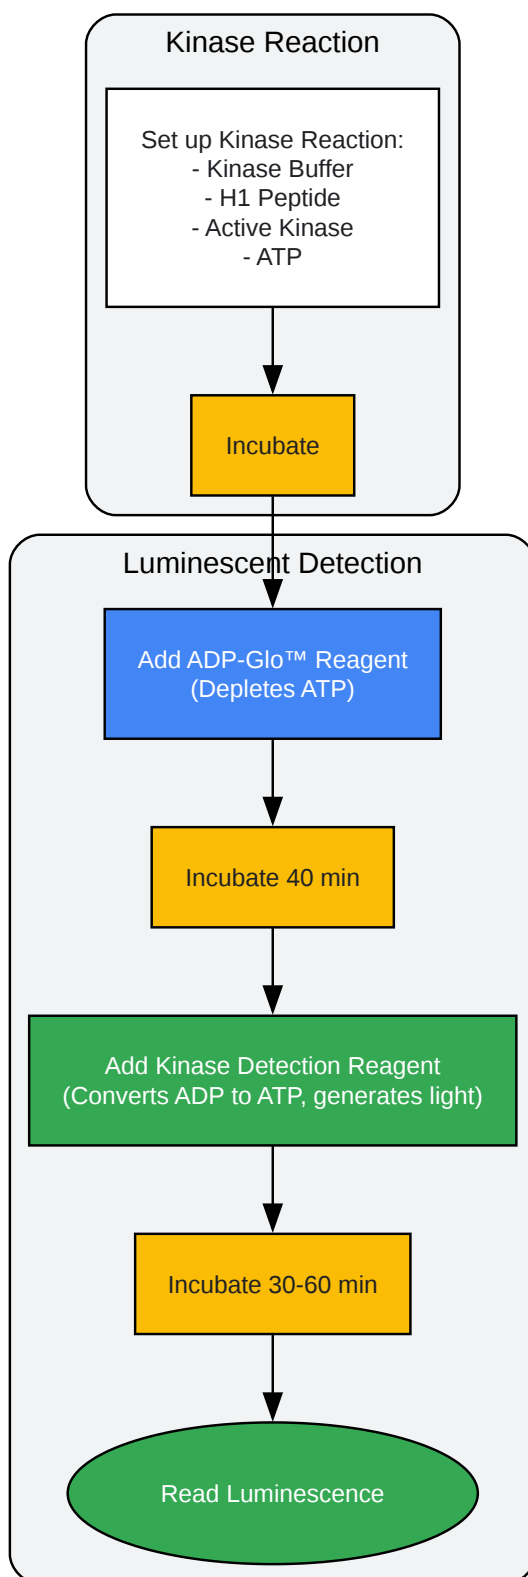 Kinase Reaction
Set up Kinase Reaction:
- Kinase Buffer
- H1 Peptide
- Active Kinase
- ATP
Incubate
Luminescent Detection
Add ADP-Glo™ Reagent
(Depletes ATP)
Incubate 40 min
Add Kinase Detection Reagent
(Converts ADP to ATP, generates light)
Incubate 30-60 min
Read Luminescence